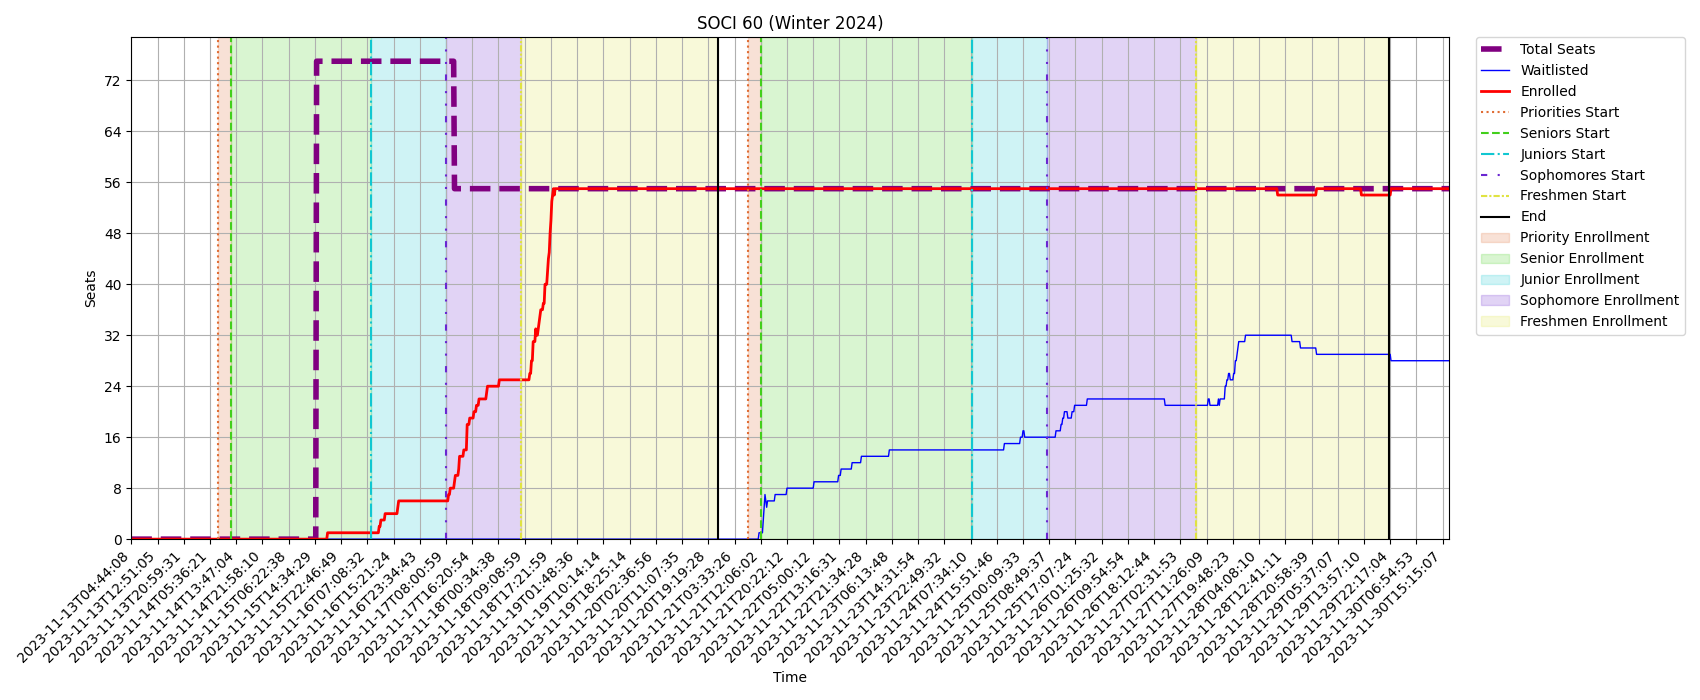 SOCI 60 (Winter 2024)
Seats
72
64
56
48
40
32
24
16
8
0
2023-11-13T04:44:08
2023-11-13T12:51:05
2023-11-13T20:59:31
2023-11-14T05:36:21
2023-11-14T13:47:04
2023-11-14T21:58:10
2023-11-15T06:22:38
2023-11-15T14:34:29
2023-11-15T22:46:49
2023-11-16T07:08:32
2023-11-16T15:21:24
2023-11-16T23:34:43
2023-11-17T08:00:59
2023-11-17T16:20:54
2023-11-18T00:34:38
2023-11-18T09:08:59
2023-11-18T17:21:59
2023-11-19T01:48:36
2023-11-19T10:14:14
2023-11-19T18:25:14
2023-11-20T02:36:56
2023-11-20T11:07:35
2023-11-20T19:19:28
2023-11-21T03:33:26
2023-11-21T12:06:02
2023-11-21T20:22:12
2023-11-22T05:00:12
2023-11-22T13:16:31
2023-11-22T21:34:28
2023-11-23T06:13:48
2023-11-23T14:31:54
2023-11-23T22:49:32
2023-11-24T07:34:10
2023-11-24T15:51:46
2023-11-25T00:09:33
2023-11-25T08:49:37
2023-11-25T17:07:24
2023-11-26T01:25:32
2023-11-26T09:54:54
2023-11-26T18:12:44
2023-11-27T02:31:53
2023-11-27T11:26:09
2023-11-27T19:48:23
2023-11-28T04:08:10
2023-11-28T12:41:11
2023-11-28T20:58:39
2023-11-29T05:37:07
2023-11-29T13:57:10
2023-11-29T22:17:04
2023-11-30T06:54:53
2023-11-30T15:15:07
Time
Total Seats
Waitlisted
Enrolled
Priorities Start
Seniors Start
Juniors Start
Sophomores Start
Freshmen Start
End
Priority Enrollment
Senior Enrollment
Junior Enrollment
Sophomore Enrollment
Freshmen Enrollment